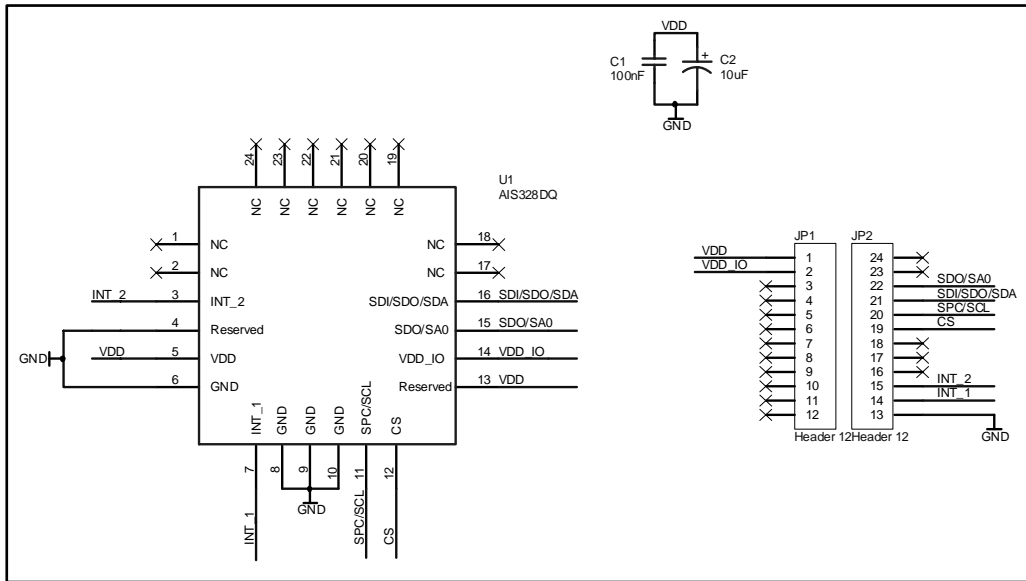 VDD
C1
100nF
+
C2
10uF
GND
24 23 22 21 20 19
NC NC NC NC NC NC
U1
AIS328DQ
1 NC
2 NC
INT_2 3 INT_2
4 Reserved
GND
VDD 5 VDD
6 GND
NC 18
NC 17
SDI/SDO/SDA 16 SDI/SDO/SDA
SDO/SA0 15 SDO/SA0
VDD_IO 14 VDD_IO
Reserved 13 VDD
INT_1 GND GND GND SPC/SCL CS
7 8 9 10 11 12
GND
INT_1 SPC/SCL CS
JP1
VDD 1
VDD_IO 2
3
4
5
6
7
8
9
10
11
12
Header 12
JP2
24
23
22 SDO/SA0
21 SDI/SDO/SDA
20 SPC/SCL
19 CS
18
17
16
15 INT_2
14 INT_1
13
GND
Header 12